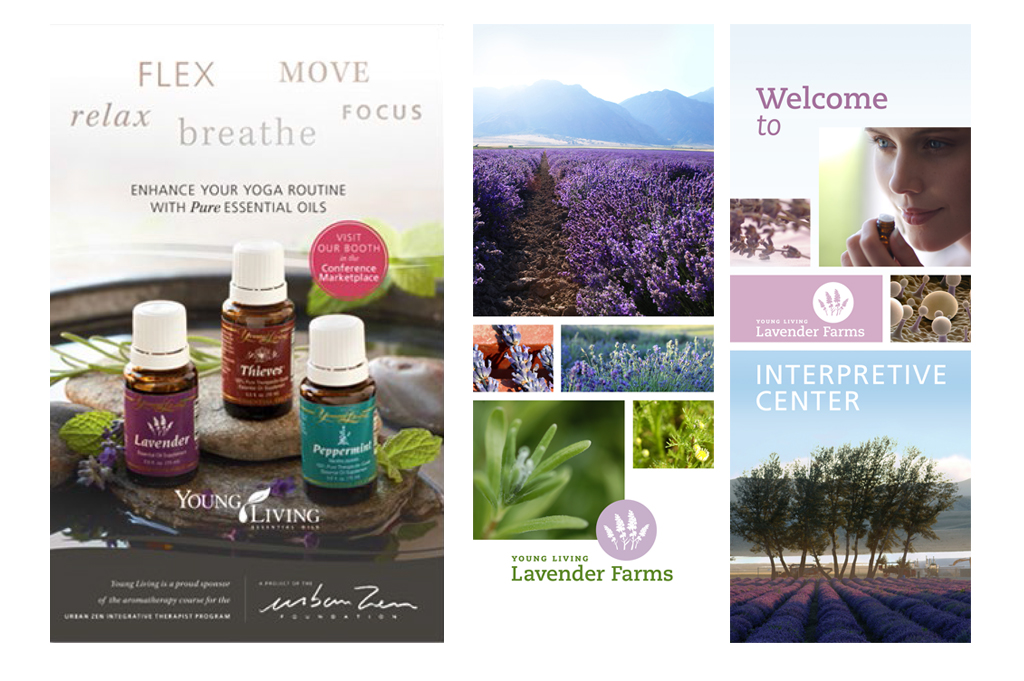 FLEX MOVE
relax FOCUS
breathe
ENHANCE YOUR YOGA ROUTINE
WITH Pure ESSENTIAL OILS
VISIT
OUR BOOTH
in the
Conference
Marketplace
Thieves
Lavender
Peppermint
YOUNG LIVING
ESSENTIAL OILS
Young Living is a proud sponsor
of the aromatherapy course for the
URBAN ZEN INTEGRATIVE THERAPIST PROGRAM
A PROJECT OF THE
urban zen
FOUNDATION
YOUNG LIVING
Lavender Farms
Welcome
to
YOUNG LIVING
Lavender Farms
INTERPRETIVE
CENTER